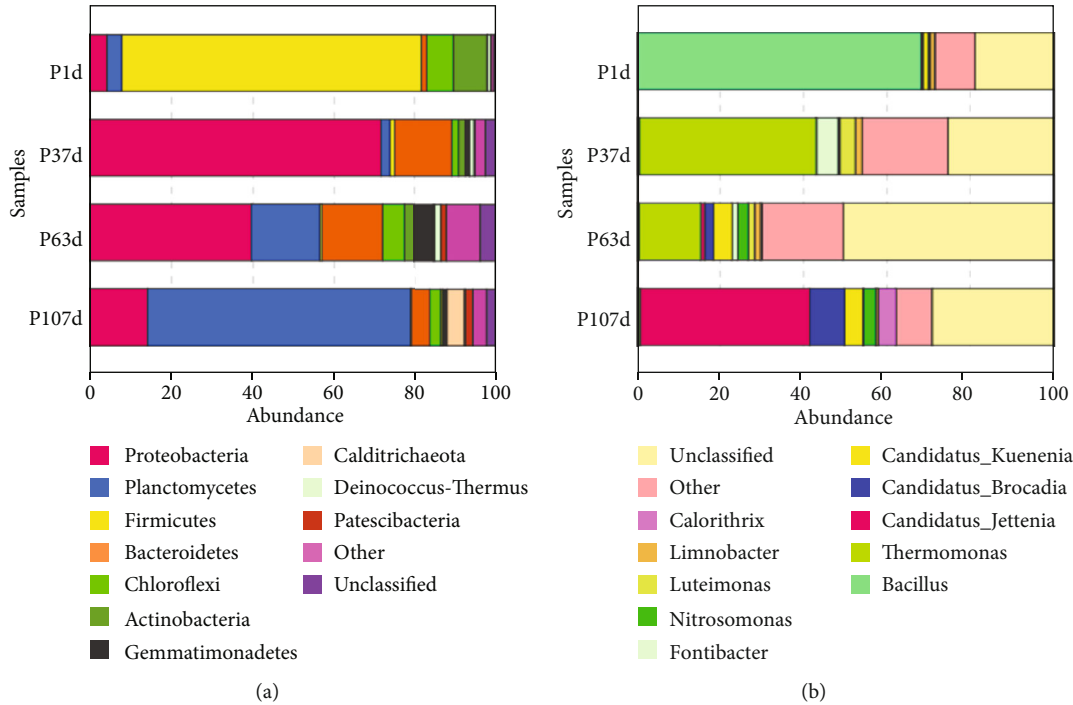 P1d
P37d
P63d
P107d
Samples
0 20 40 60 80 100
Abundance
Proteobacteria
Planctomycetes
Firmicutes
Bacteroidetes
Chloroflexi
Actinobacteria
Gemmatimonadetes
Calditrichaeota
Deinococcus-Thermus
Patescibacteria
Other
Unclassified
(a)
P1d
P37d
P63d
P107d
Samples
0 20 40 60 80 100
Abundance
Unclassified
Other
Calorithrix
Limnobacter
Luteimonas
Nitrosomonas
Fontibacter
Candidatus_Kuenenia
Candidatus_Brocadia
Candidatus_Jettenia
Thermomonas
Bacillus
(b)